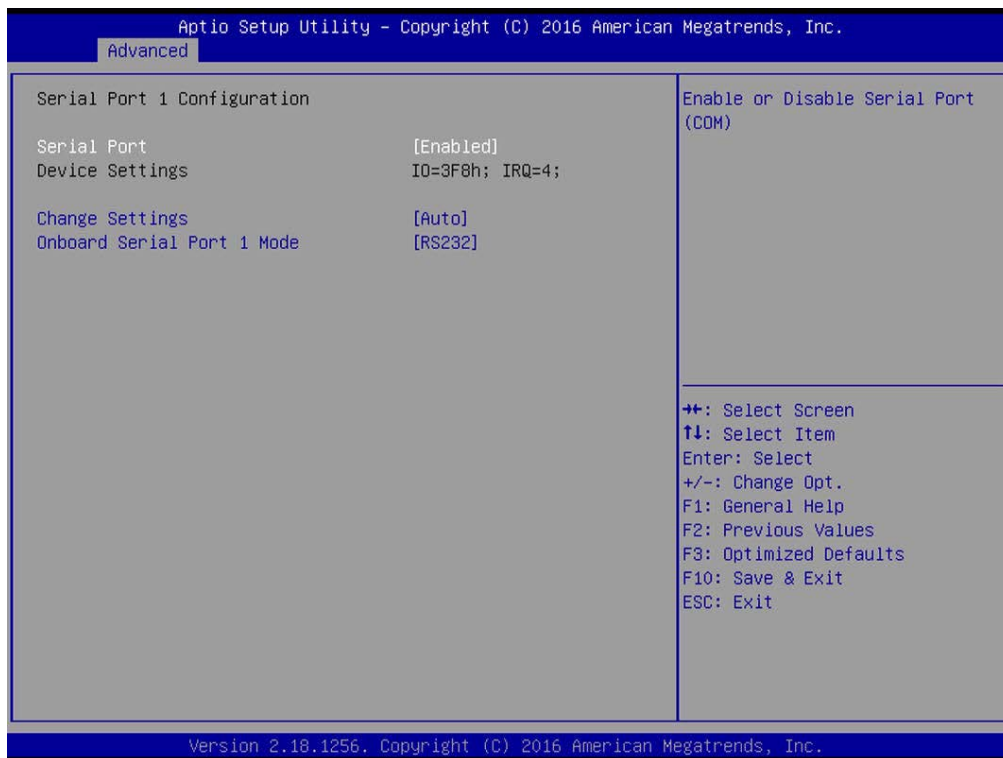 Aptio Setup Utility – Copyright (C) 2016 American Megatrends, Inc.
Advanced
Serial Port 1 Configuration
Serial Port [Enabled]
Device Settings IO=3F8h; IRQ=4;
Change Settings [Auto]
Onboard Serial Port 1 Mode [RS232]
Enable or Disable Serial Port
(COM)
→←: Select Screen
↑↓: Select Item
Enter: Select
+/-: Change Opt.
F1: General Help
F2: Previous Values
F3: Optimized Defaults
F10: Save & Exit
ESC: Exit
Version 2.18.1256. Copyright (C) 2016 American Megatrends, Inc.